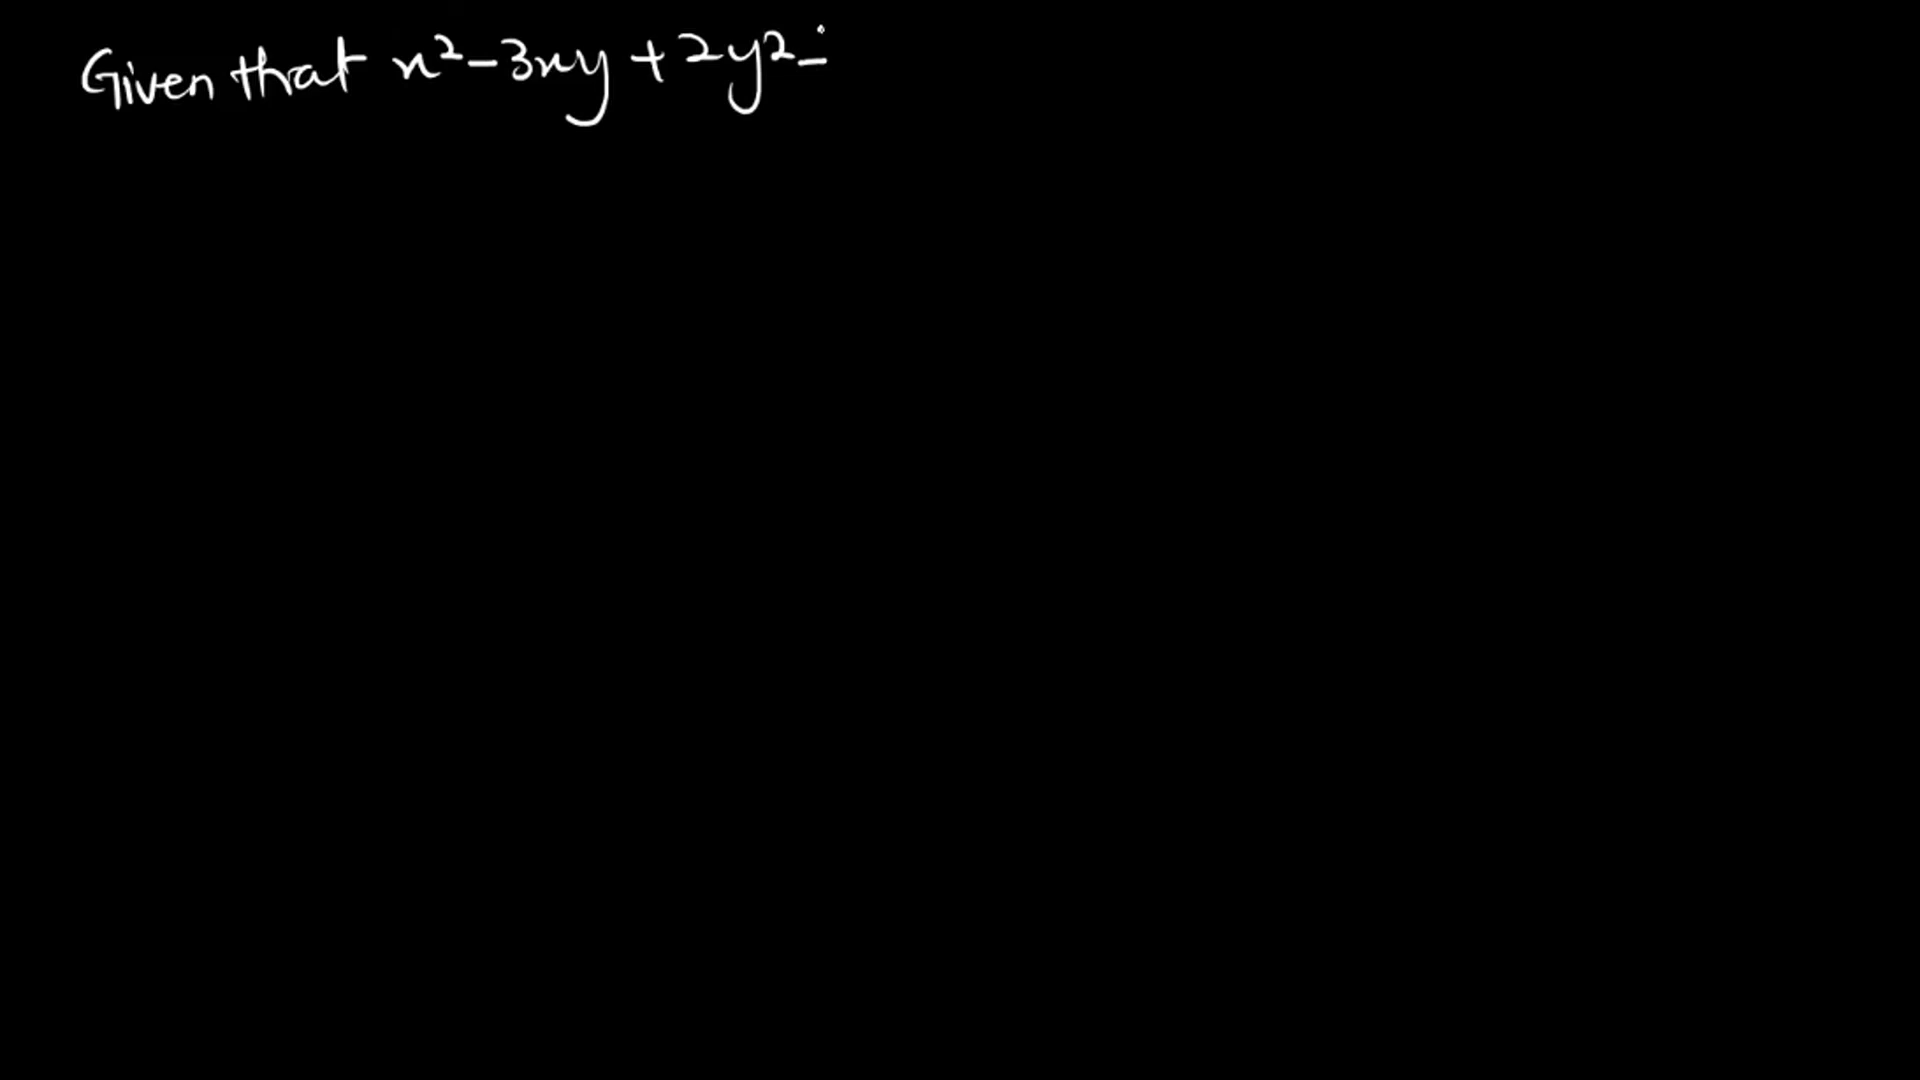 Given that x² - 3xy + 2y² =